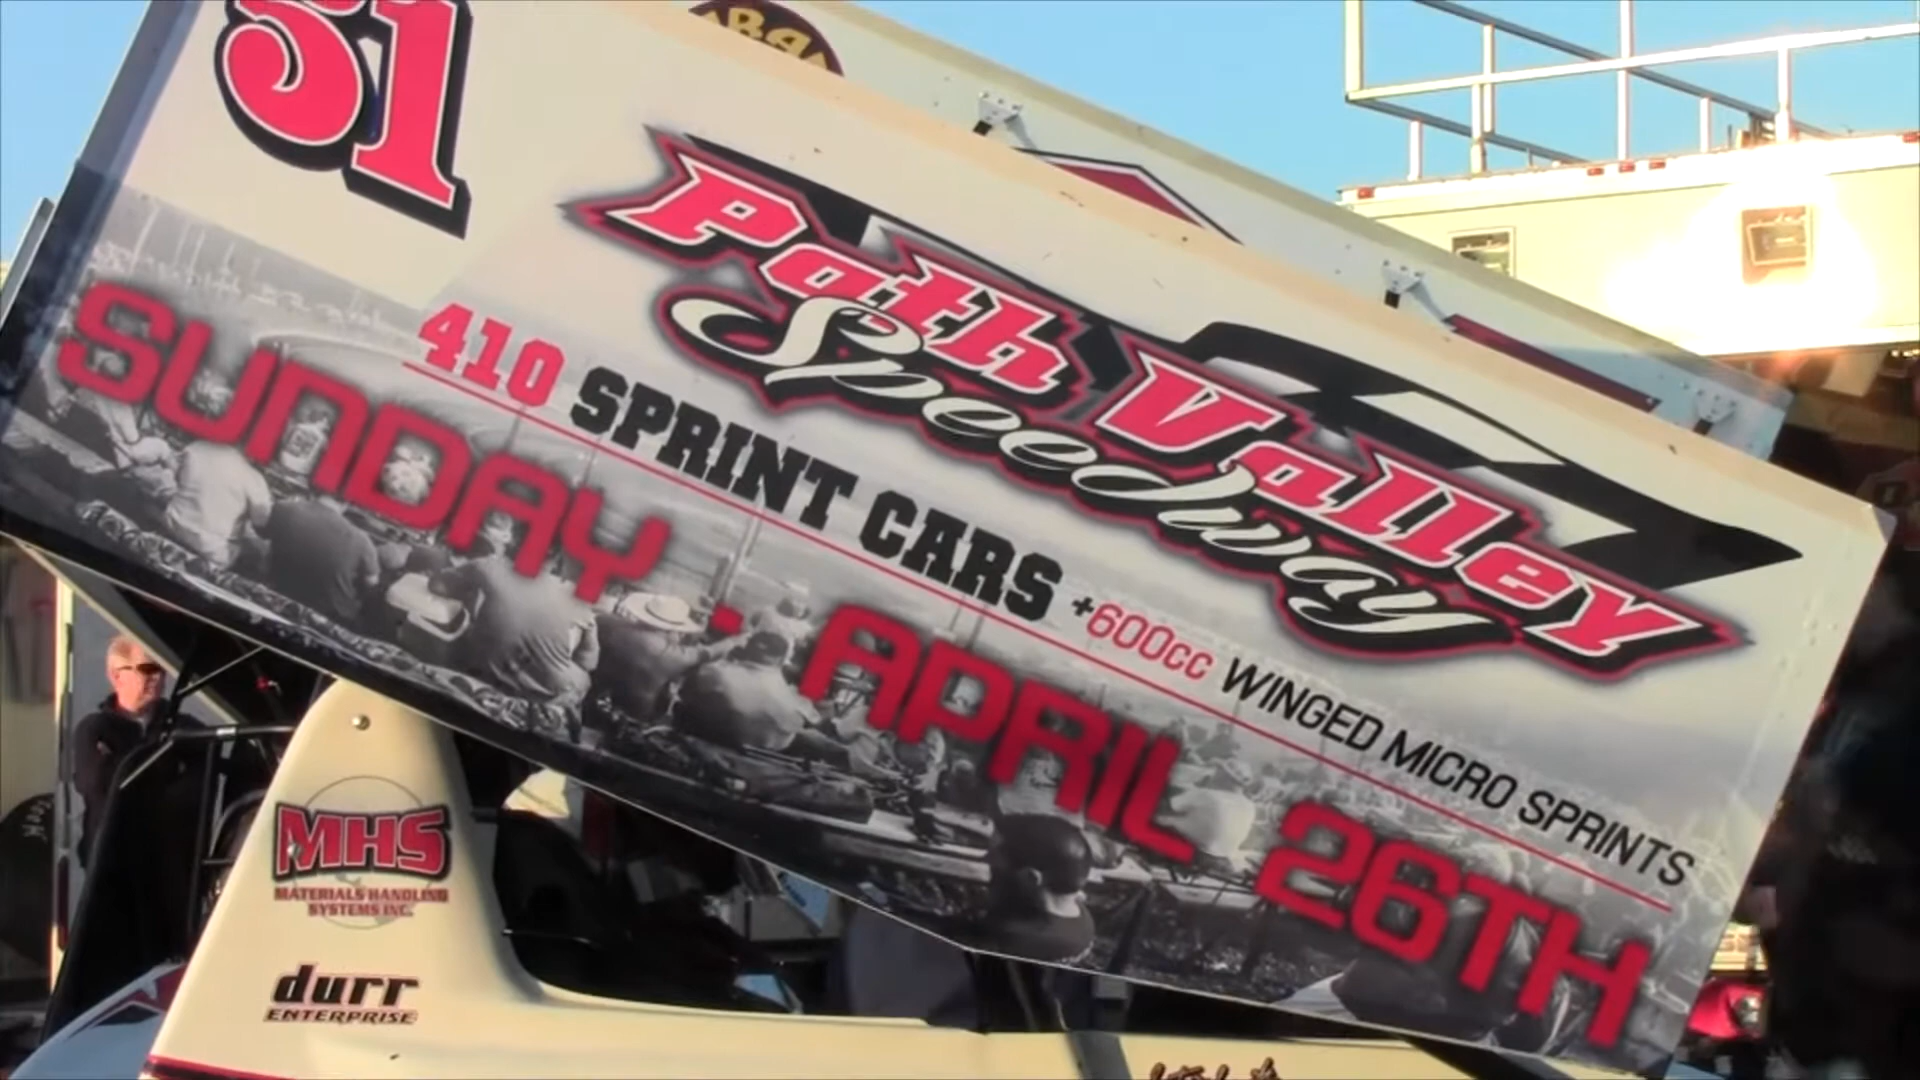 51
Path Valley
Speedway
410 SPRINT CARS +600cc WINGED MICRO SPRINTS
SUNDAY - APRIL 26TH
MHS
MATERIALS HANDLING
SYSTEMS INC.
durr
ENTERPRISE